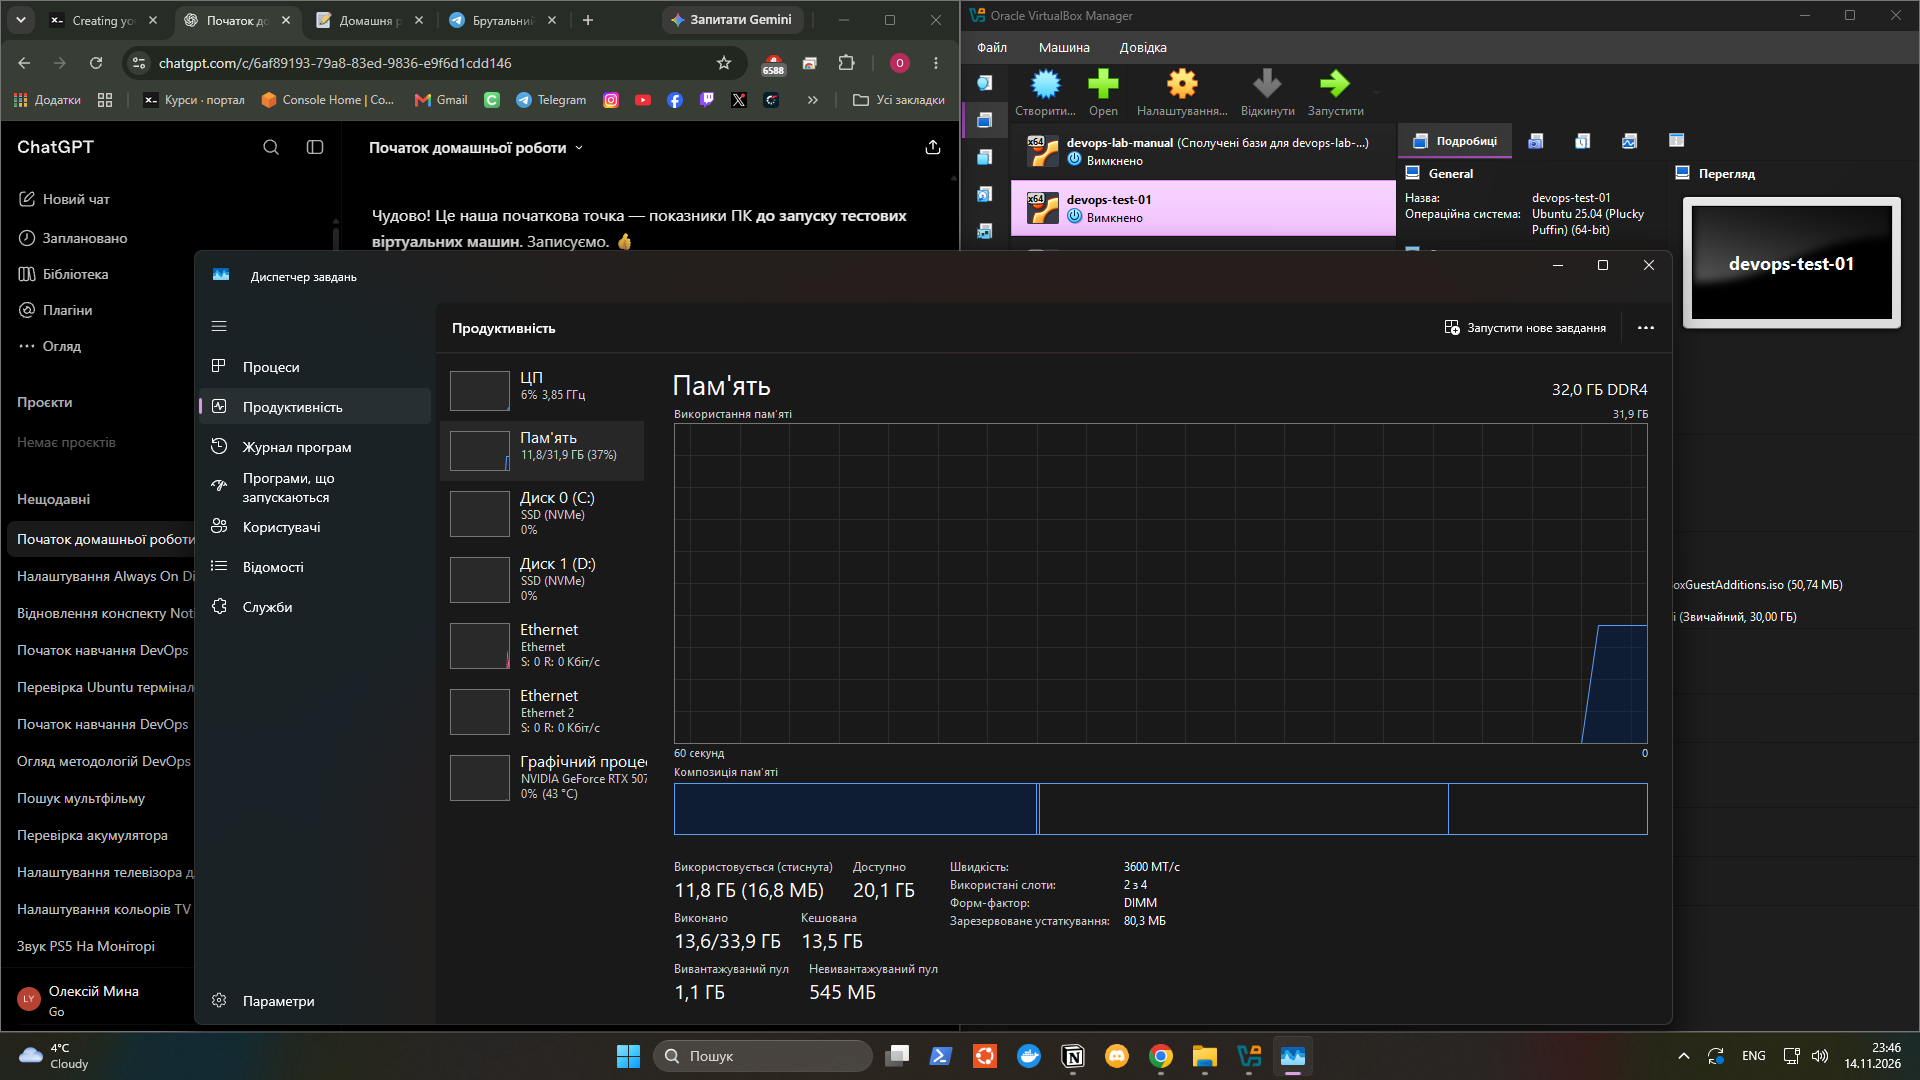 Creating yo
Початок до
Домашня р
Брутальний
Запитати Gemini
chatgpt.com/c/6af89193-79a8-83ed-9836-e9f6d1cdd146
6588
O
Додатки
Курси · портал
Console Home | Co...
Gmail
Telegram
Усі закладки
ChatGPT
Новий чат
Заплановано
Бібліотека
Плагіни
Огляд
Проєкти
Немає проєктів
Нещодавні
Початок домашньої роботи
Налаштування Always On Di
Відновлення конспекту Noti
Початок навчання DevOps
Перевірка Ubuntu термінал
Початок навчання DevOps
Огляд методологій DevOps
Пошук мультфільму
Перевірка акумулятора
Налаштування телевізора д
Налаштування кольорів TV
Звук PS5 На Моніторі
LY
Олексій Мина
Go
Початок домашньої роботи
Чудово! Це наша початкова точка — показники ПК до запуску тестових
віртуальних машин. Записуємо. 👍
Oracle VirtualBox Manager
Файл
Машина
Довідка
Створити...
Open
Налаштування...
Відкинути
Запустити
x64
devops-lab-manual (Сполучені бази для devops-lab-...)
Вимкнено
x64
devops-test-01
Вимкнено
Подробиці
General
Назва:
devops-test-01
Операційна система:
Ubuntu 25.04 (Plucky
Puffin) (64-bit)
Перегляд
devops-test-01
oxGuestAdditions.iso (50,74 МБ)
і (Звичайний, 30,00 ГБ)
Диспетчер завдань
Процеси
Продуктивність
Журнал програм
Програми, що
запускаються
Користувачі
Відомості
Служби
Параметри
Продуктивність
Запустити нове завдання
ЦП
6% 3,85 ГГц
Пам'ять
11,8/31,9 ГБ (37%)
Диск 0 (C:)
SSD (NVMe)
0%
Диск 1 (D:)
SSD (NVMe)
0%
Ethernet
Ethernet
S: 0 R: 0 Кбіт/с
Ethernet
Ethernet 2
S: 0 R: 0 Кбіт/с
Графічний проце
NVIDIA GeForce RTX 507
0% (43 °C)
Пам'ять
32,0 ГБ DDR4
Використання пам'яті
31,9 ГБ
60 секунд
0
Композиція пам'яті
Використовується (стиснута)
11,8 ГБ (16,8 МБ)
Доступно
20,1 ГБ
Виконано
13,6/33,9 ГБ
Кешована
13,5 ГБ
Вивантажуваний пул
1,1 ГБ
Невивантажуваний пул
545 МБ
Швидкість:
3600 МТ/с
Використані слоти:
2 з 4
Форм-фактор:
DIMM
Зарезервоване устаткування:
80,3 МБ
4°C
Cloudy
Пошук
ENG
23:46
14.11.2026